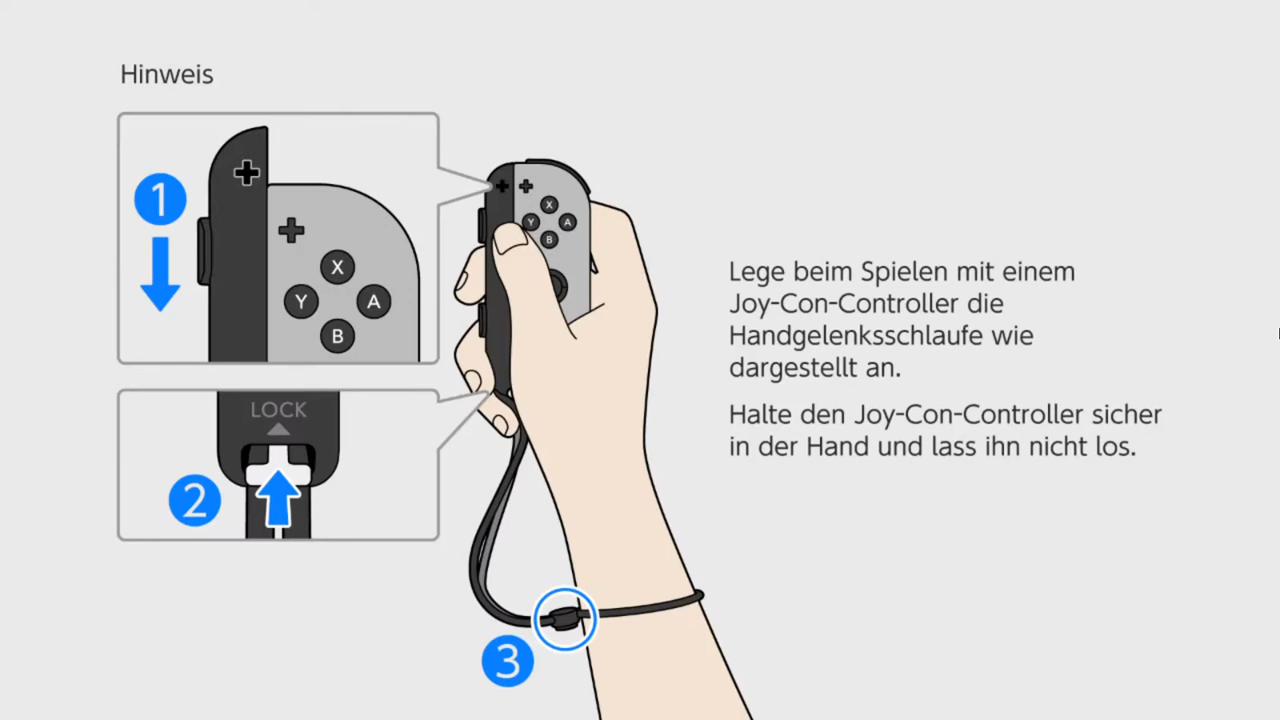 Hinweis
1
X
Y
A
B
LOCK
2
X
Y
A
B
3
Lege beim Spielen mit einem
Joy-Con-Controller die
Handgelenksschlaufe wie
dargestellt an.
Halte den Joy-Con-Controller sicher
in der Hand und lass ihn nicht los.